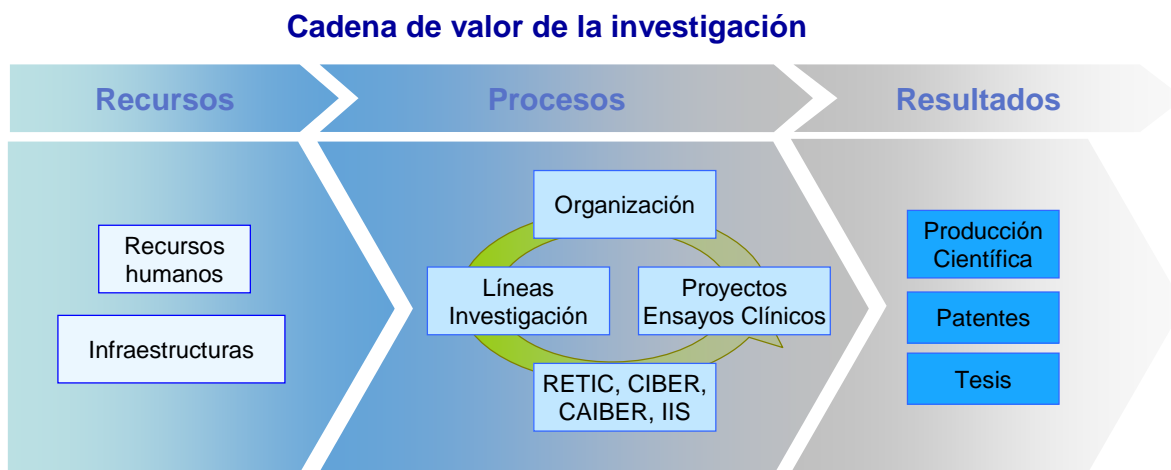 Cadena de valor de la investigación
Recursos
Procesos
Resultados
Recursos
humanos
Infraestructuras
Organización
Líneas
Investigación
Proyectos
Ensayos Clínicos
RETIC, CIBER,
CAIBER, IIS
Producción
Científica
Patentes
Tesis